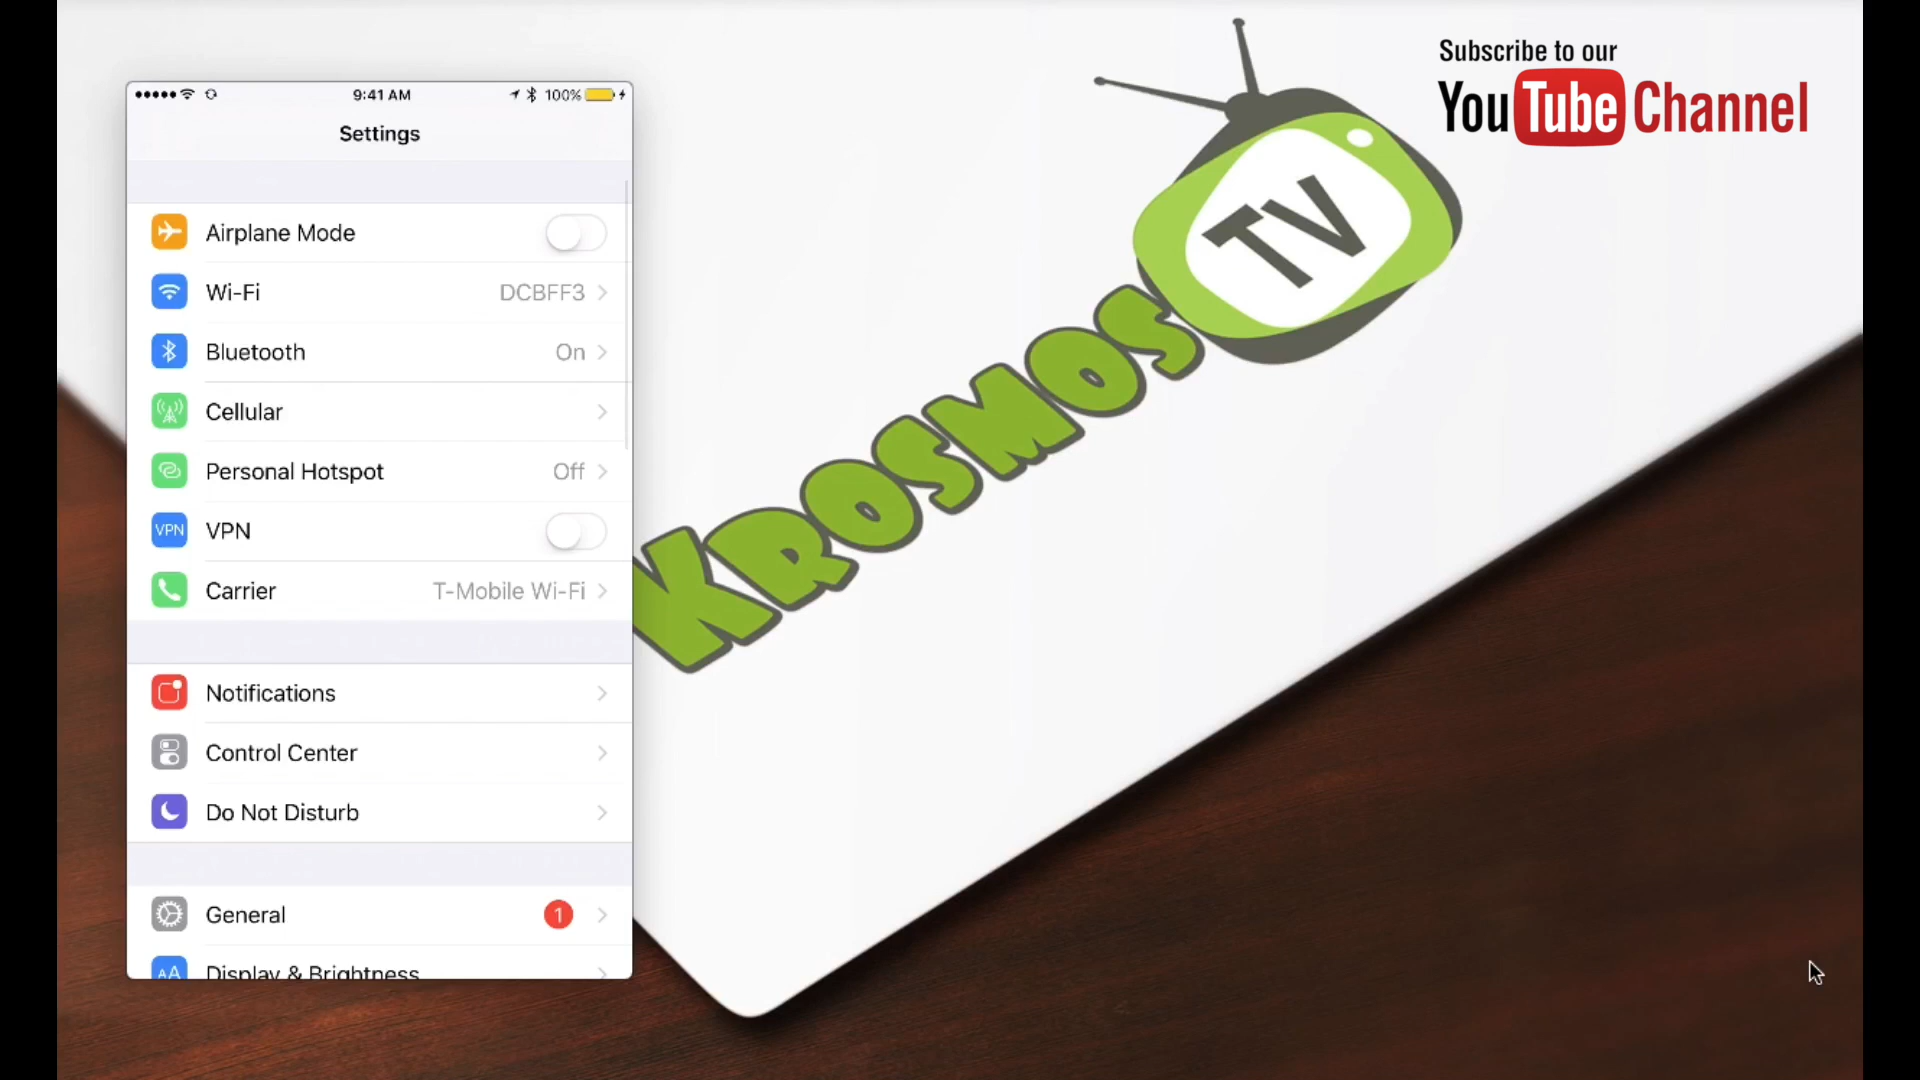 9:41 AM
100%
Settings
Airplane Mode
Wi-Fi DCBFF3
Bluetooth On
Cellular
Personal Hotspot Off
VPN VPN
Carrier T-Mobile Wi-Fi
Notifications
Control Center
Do Not Disturb
General 1
AA Display & Brightness
KROSMOS TV
Subscribe to our
YouTube Channel